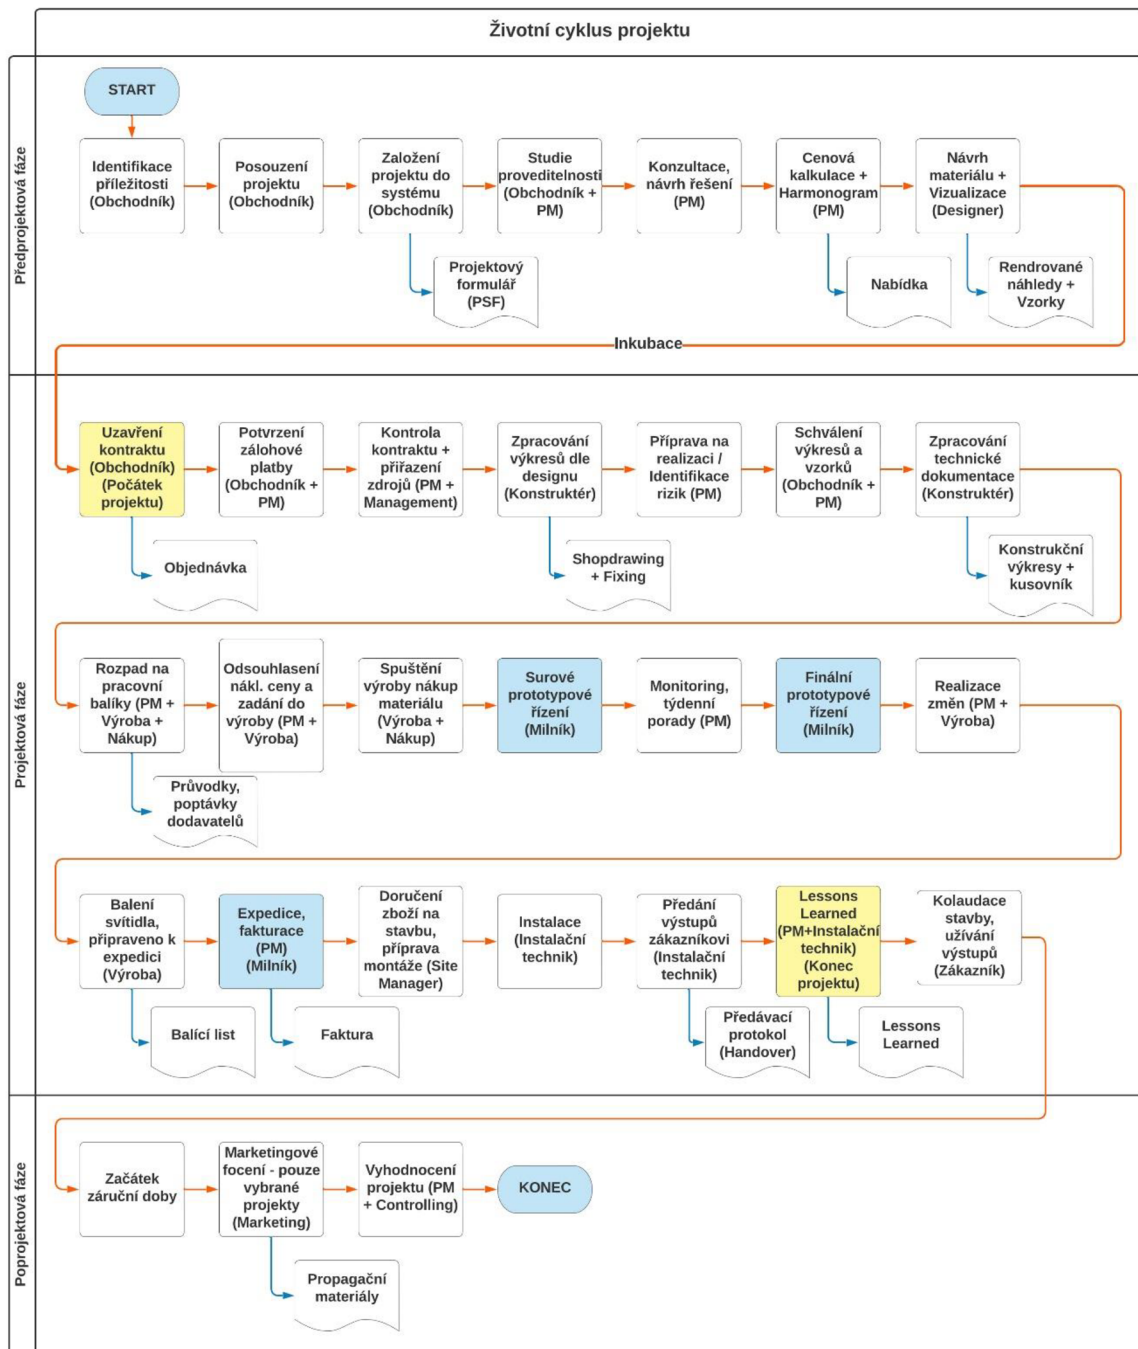 Životní cyklus projektu
Předprojektová fáze
START
Identifikace
příležitosti
(Obchodník)
Posouzení
projektu
(Obchodník)
Založení
projektu do
systému
(Obchodník)
Studie
proveditelnosti
(Obchodník +
PM)
Konzultace,
návrh řešení
(PM)
Cenová
kalkulace +
Harmonogram
(PM)
Návrh
materiálu +
Vizualizace
(Designer)
Projektový
formulář
(PSF)
Nabídka
Rendrované
náhledy +
Vzorky
Inkubace
Projektová fáze
Uzavření
kontraktu
(Obchodník)
(Počátek
projektu)
Potvrzení
zálohové
platby
(Obchodník +
PM)
Kontrola
kontraktu +
přiřazení
zdrojů (PM +
Management)
Zpracování
výkresů dle
designu
(Konstruktér)
Příprava na
realizaci /
Identifikace
rizik (PM)
Schválení
výkresů a
vzorků
(Obchodník +
PM)
Zpracování
technické
dokumentace
(Konstruktér)
Objednávka
Shopdrawing
+ Fixing
Konstrukční
výkresy +
kusovník
Rozpad na
pracovní
balíky (PM +
Výroba +
Nákup)
Odsouhlasení
nákl. ceny a
zadání do
výroby (PM +
Výroba)
Spuštění
výroby nákup
materiálu
(Výroba +
Nákup)
Surové
prototypové
řízení
(Milník)
Monitoring,
týdenní
porady (PM)
Finální
prototypové
řízení
(Milník)
Realizace
změn (PM +
Výroba)
Průvodky,
poptávky
dodavatelů
Balení
svítidla,
připraveno k
expedici
(Výroba)
Expedice,
fakturace
(PM)
(Milník)
Doručení
zboží na
stavbu,
příprava
montáže (Site
Manager)
Instalace
(Instalační
technik)
Předání
výstupů
zákazníkovi
(Instalační
technik)
Lessons
Learned
(PM+Instalační
technik)
(Konec
projektu)
Kolaudace
stavby,
užívání
výstupů
(Zákazník)
Balící list
Faktura
Předávací
protokol
(Handover)
Lessons
Learned
Poprojektová fáze
Začátek
záruční doby
Marketingové
focení - pouze
vybrané
projekty
(Marketing)
Vyhodnocení
projektu (PM
+ Controlling)
KONEC
Propagační
materiály